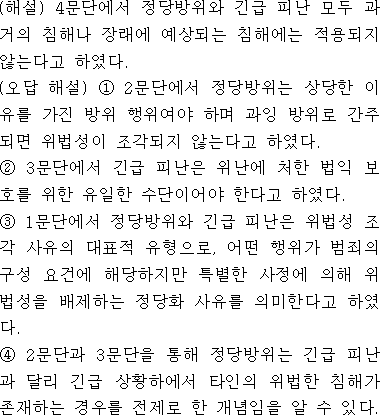 (해설) 4문단에서 정당방위와 긴급 피난 모두 과
거의 침해나 장래에 예상되는 침해에는 적용되지
않는다고 하였다.
(오답 해설) ① 2문단에서 정당방위는 상당한 이
유를 가진 방위 행위여야 하며 과잉 방위로 간주
되면 위법성이 조각되지 않는다고 하였다.
② 3문단에서 긴급 피난은 위난에 처한 법익 보
호를 위한 유일한 수단이어야 한다고 하였다.
③ 1문단에서 정당방위와 긴급 피난은 위법성 조
각 사유의 대표적 유형으로, 어떤 행위가 범죄의
구성 요건에 해당하지만 특별한 사정에 의해 위
법성을 배제하는 정당화 사유를 의미한다고 하였
다.
④ 2문단과 3문단을 통해 정당방위는 긴급 피난
과 달리 긴급 상황하에서 타인의 위법한 침해가
존재하는 경우를 전제로 한 개념임을 알 수 있다.